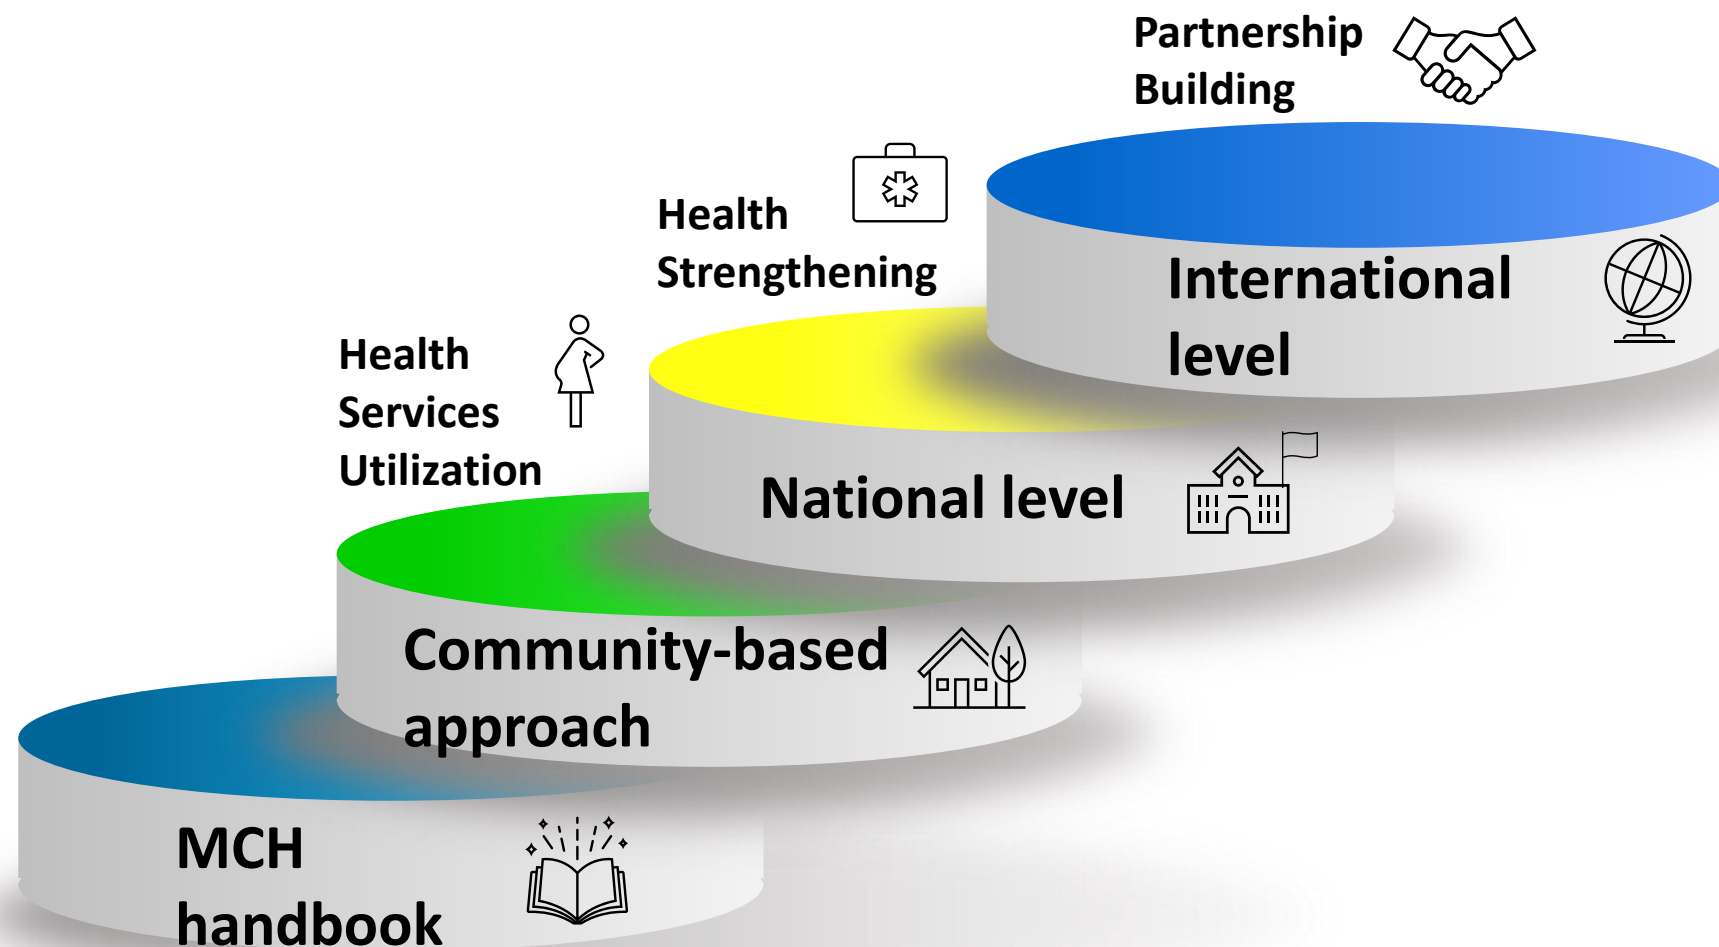 Partnership
Building
Health
Strengthening
International
level
Health
Services
Utilization
National level
Community-based
approach
MCH
handbook